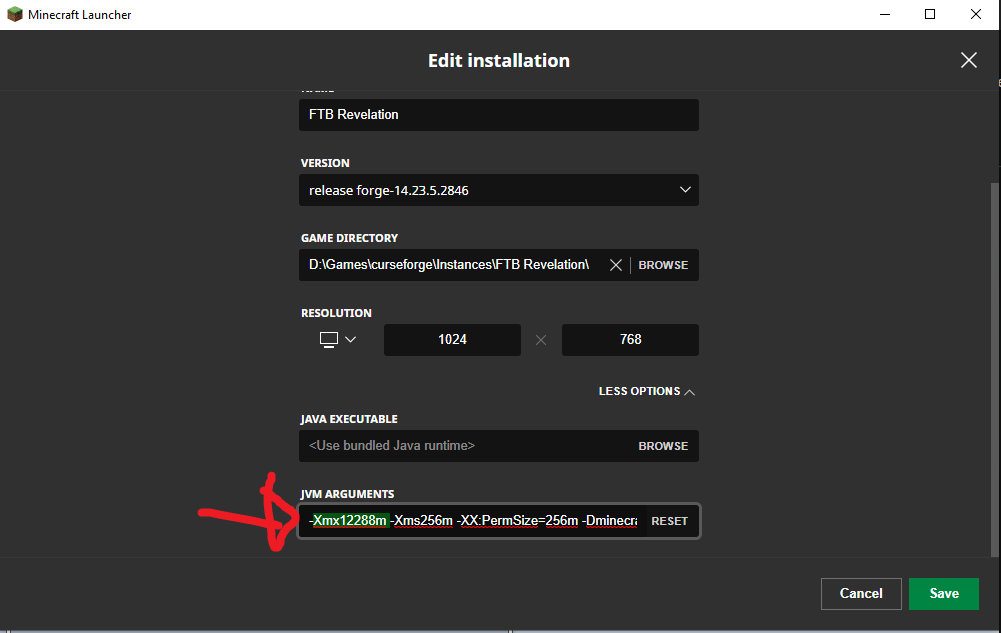 Minecraft Launcher
Edit installation
FTB Revelation
VERSION
release forge-14.23.5.2846
GAME DIRECTORY
D:\Games\curseforge\Instances\FTB Revelation\ BROWSE
RESOLUTION
1024 768
LESS OPTIONS
JAVA EXECUTABLE
<Use bundled Java runtime> BROWSE
JVM ARGUMENTS
-Xmx12288m -Xms256m -XX:PermSize=256m -Dminecra RESET
Cancel Save